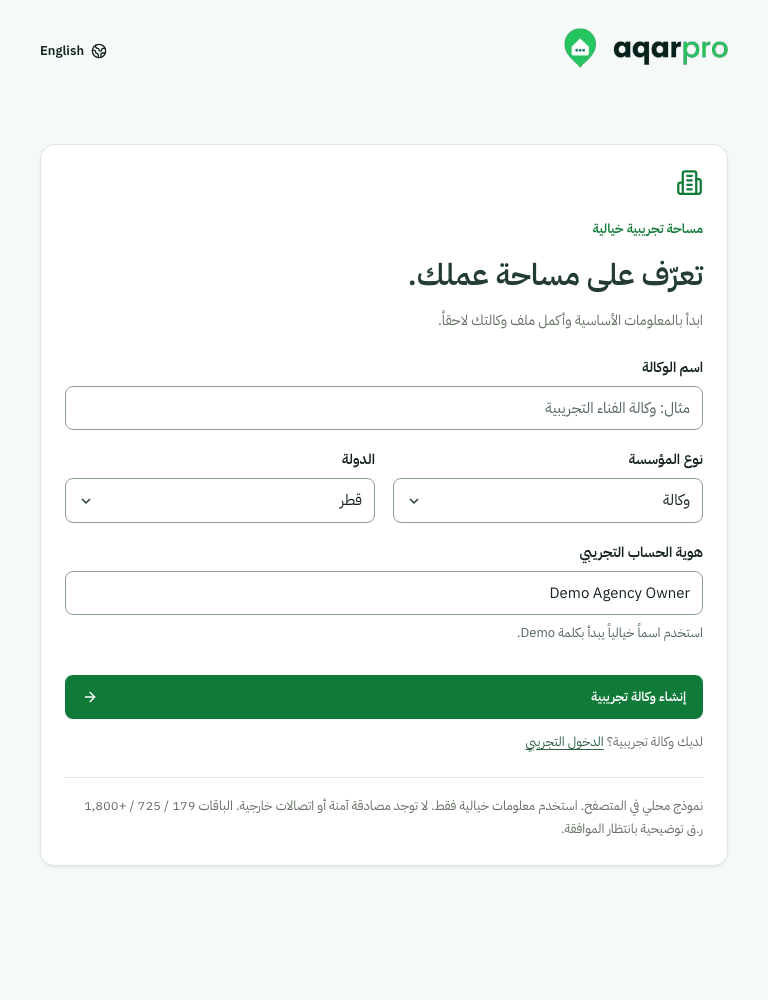 aqarpro
English
مساحة تجريبية خيالية
تعرّف على مساحة عملك.
ابدأ بالمعلومات الأساسية وأكمل ملف وكالتك لاحقاً.
اسم الوكالة
مثال: وكالة الفناء التجريبية
نوع المؤسسة
الدولة
وكالة
قطر
هوية الحساب التجريبي
Demo Agency Owner
استخدم اسماً خيالياً يبدأ بكلمة Demo.
إنشاء وكالة تجريبية
لديك وكالة تجريبية؟ الدخول التجريبي
نموذج محلي في المتصفح. استخدم معلومات خيالية فقط. لا توجد مصادقة آمنة أو اتصالات خارجية. الباقات 179 / 725 / 1,800+
ر.ق توضيحية بانتظار الموافقة.